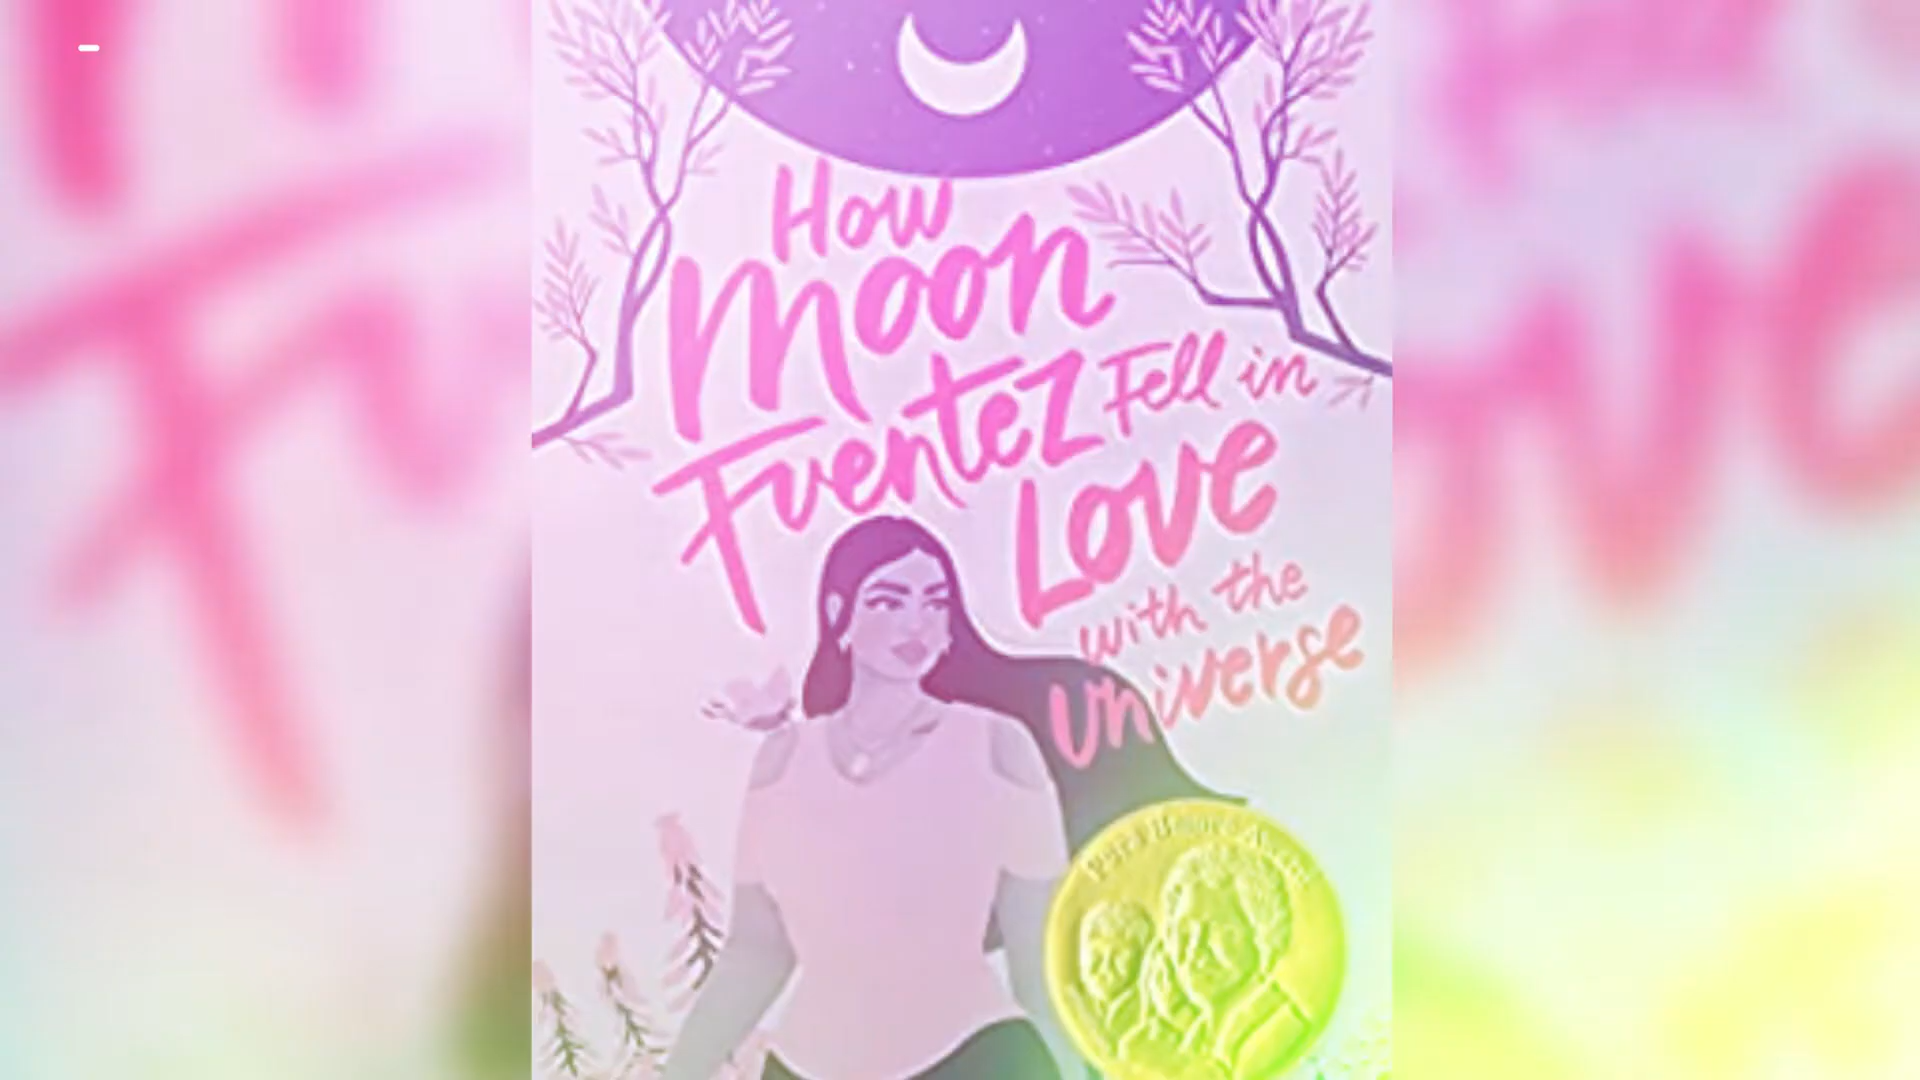 How
Moon
Fuentez Fell in
Love
with the
Universe